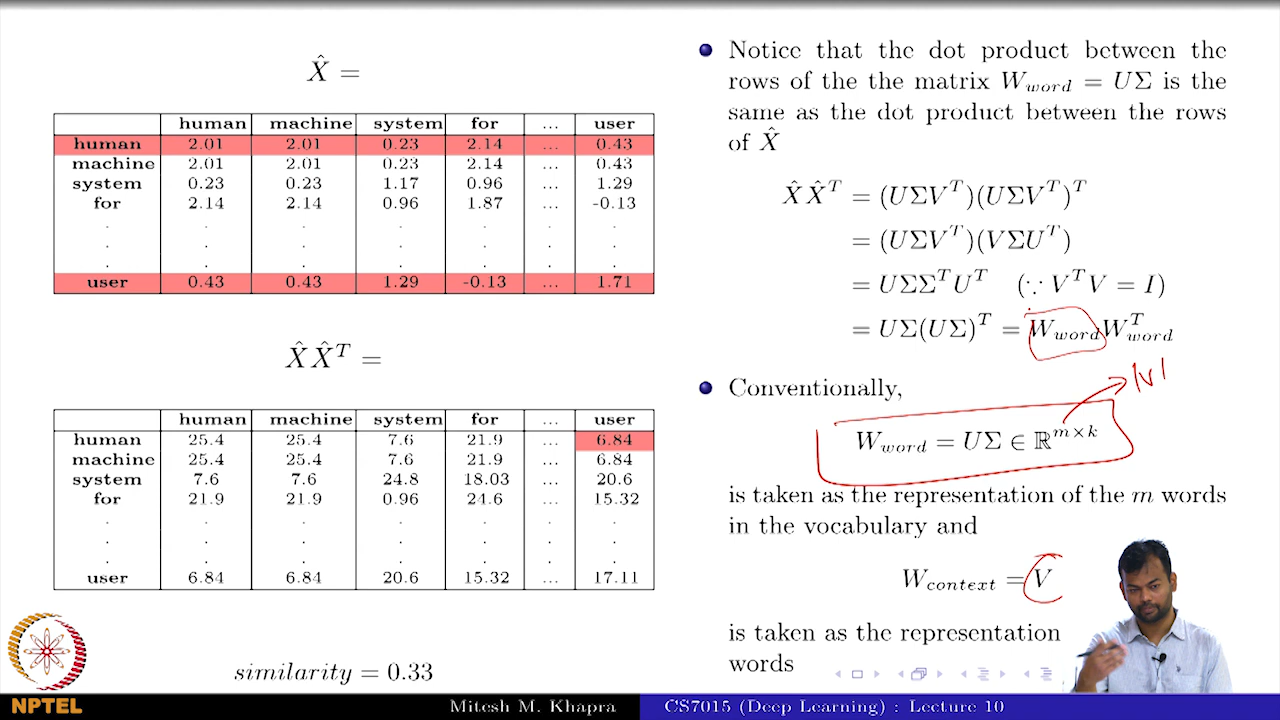 X̂ =
human machine system for ... user
human 2.01 2.01 0.23 2.14 ... 0.43
machine 2.01 2.01 0.23 2.14 ... 0.43
system 0.23 0.23 1.17 0.96 ... 1.29
for 2.14 2.14 0.96 1.87 ... -0.13
. . . . . . .
. . . . . . .
. . . . . . .
user 0.43 0.43 1.29 -0.13 ... 1.71
X̂X̂^T =
human machine system for ... user
human 25.4 25.4 7.6 21.9 ... 6.84
machine 25.4 25.4 7.6 21.9 ... 6.84
system 7.6 7.6 24.8 18.03 ... 20.6
for 21.9 21.9 0.96 24.6 ... 15.32
. . . . . . .
. . . . . . .
. . . . . . .
user 6.84 6.84 20.6 15.32 ... 17.11
similarity = 0.33
Notice that the dot product between the
rows of the the matrix W_word = UΣ is the
same as the dot product between the rows
of X̂
X̂X̂^T = (UΣV^T)(UΣV^T)^T
= (UΣV^T)(VΣU^T)
= UΣΣ^TU^T (∵ V^TV = I)
= UΣ(UΣ)^T = W_word W_word^T
|V|
Conventionally,
W_word = UΣ ∈ ℝ^{m×k}
is taken as the representation of the m words
in the vocabulary and
W_context = V
is taken as the representation
words
NPTEL
Mitesh M. Khapra CS7015 (Deep Learning) : Lecture 10